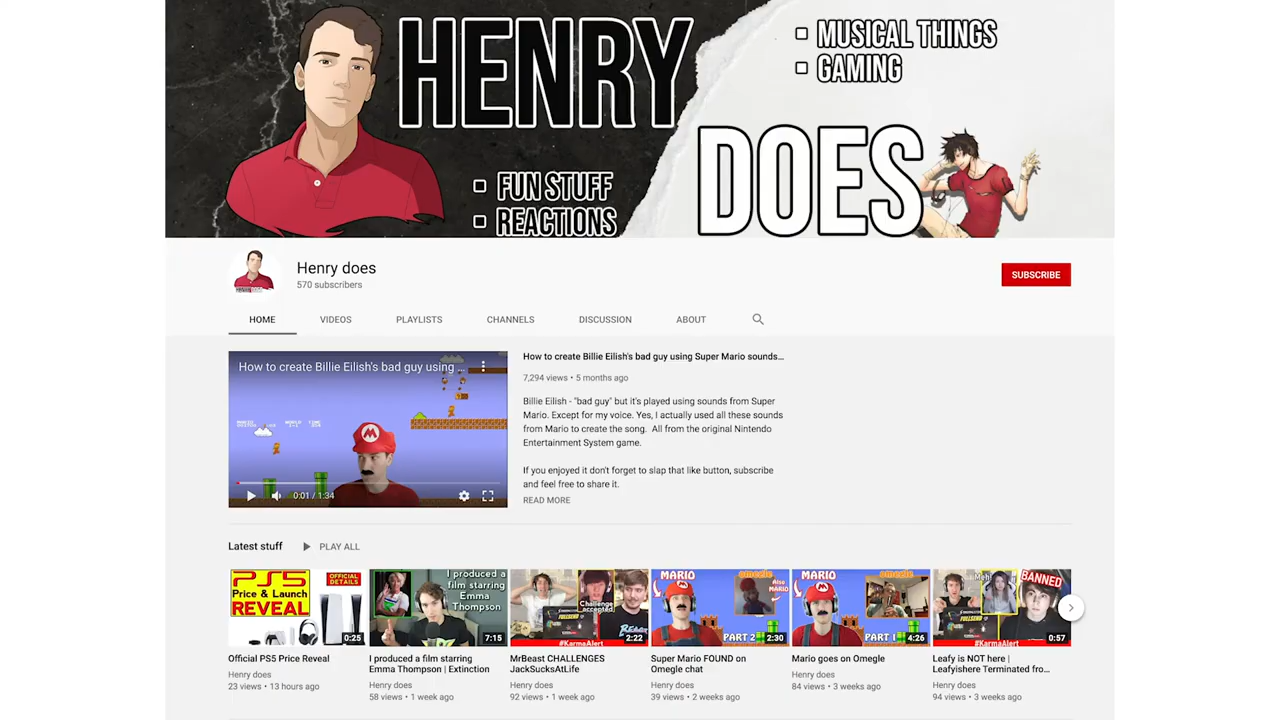 HENRY
DOES
MUSICAL THINGS
GAMING
FUN STUFF
REACTIONS
Henry does
570 subscribers
SUBSCRIBE
HOME
VIDEOS
PLAYLISTS
CHANNELS
DISCUSSION
ABOUT
How to create Billie Eilish's bad guy using ...
0:01 / 1:34
How to create Billie Eilish's bad guy using Super Mario sounds...
7,294 views • 5 months ago
Billie Eilish - "bad guy" but it's played using sounds from Super
Mario. Except for my voice. Yes, I actually used all these sounds
from Mario to create the song. All from the original Nintendo
Entertainment System game.
If you enjoyed it don't forget to slap that like button, subscribe
and feel free to share it.
READ MORE
Latest stuff
PLAY ALL
PS5
Price & Launch
REVEAL
OFFICIAL
DETAILS
0:25
Official PS5 Price Reveal
Henry does
23 views • 13 hours ago
I produced a
film starring
Emma
Thompson
7:15
I produced a film starring
Emma Thompson | Extinction
Henry does
58 views • 1 week ago
Challenge
Accepted
#KarmaAlert
2:22
MrBeast CHALLENGES
JackSucksAtLife
Henry does
92 views • 1 week ago
MARIO
omegle
Also
MARIO
PART 2
2:30
Super Mario FOUND on
Omegle chat
Henry does
39 views • 2 weeks ago
MARIO
omegle
PART 1
4:26
Mario goes on Omegle
Henry does
84 views • 3 weeks ago
Meh!
BANNED
FULLSEND
#KarmaAlert
0:57
Leafy is NOT here |
Leafyishere Terminated fro...
Henry does
94 views • 3 weeks ago